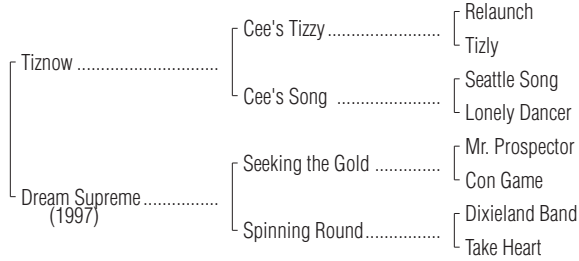 Relaunch
Cee's Tizzy ........................
Tizly
Tiznow ..............................
Seattle Song
Cee's Song ......................
Lonely Dancer
Mr. Prospector
Seeking the Gold ..............
Con Game
Dream Supreme ................
(1997)
Dixieland Band
Spinning Round ................
Take Heart